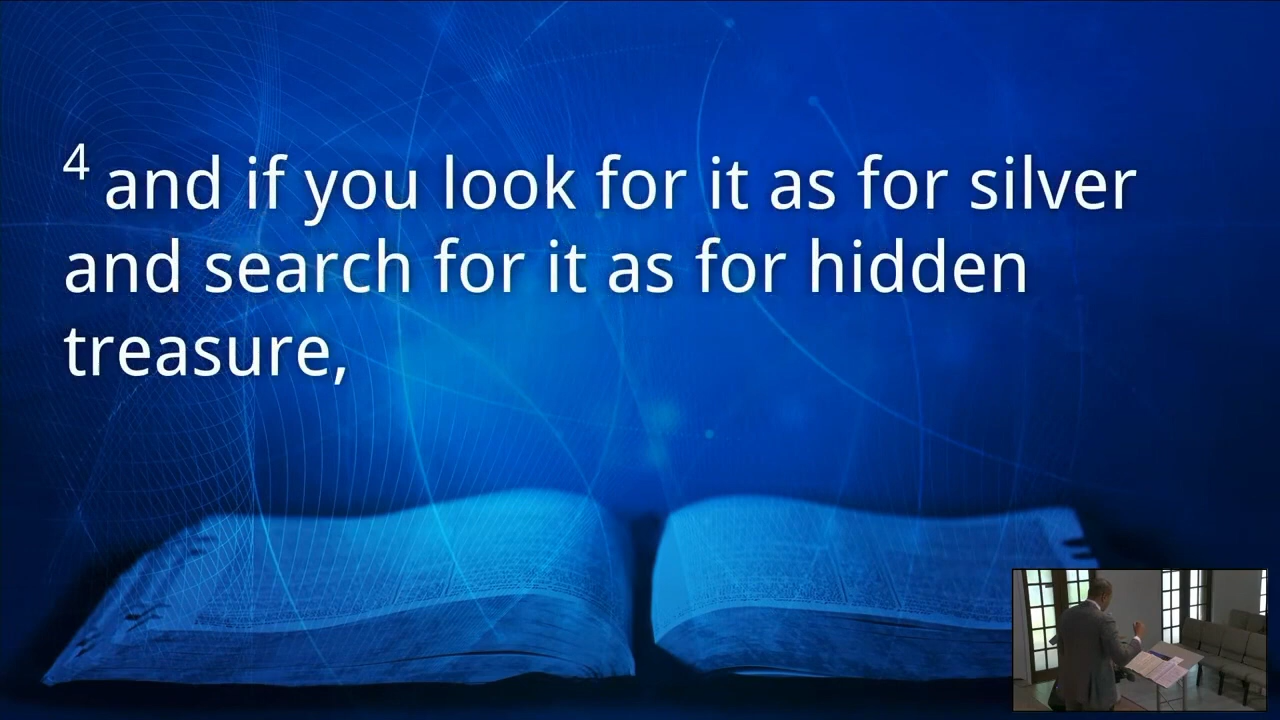 4 and if you look for it as for silver
and search for it as for hidden
treasure,